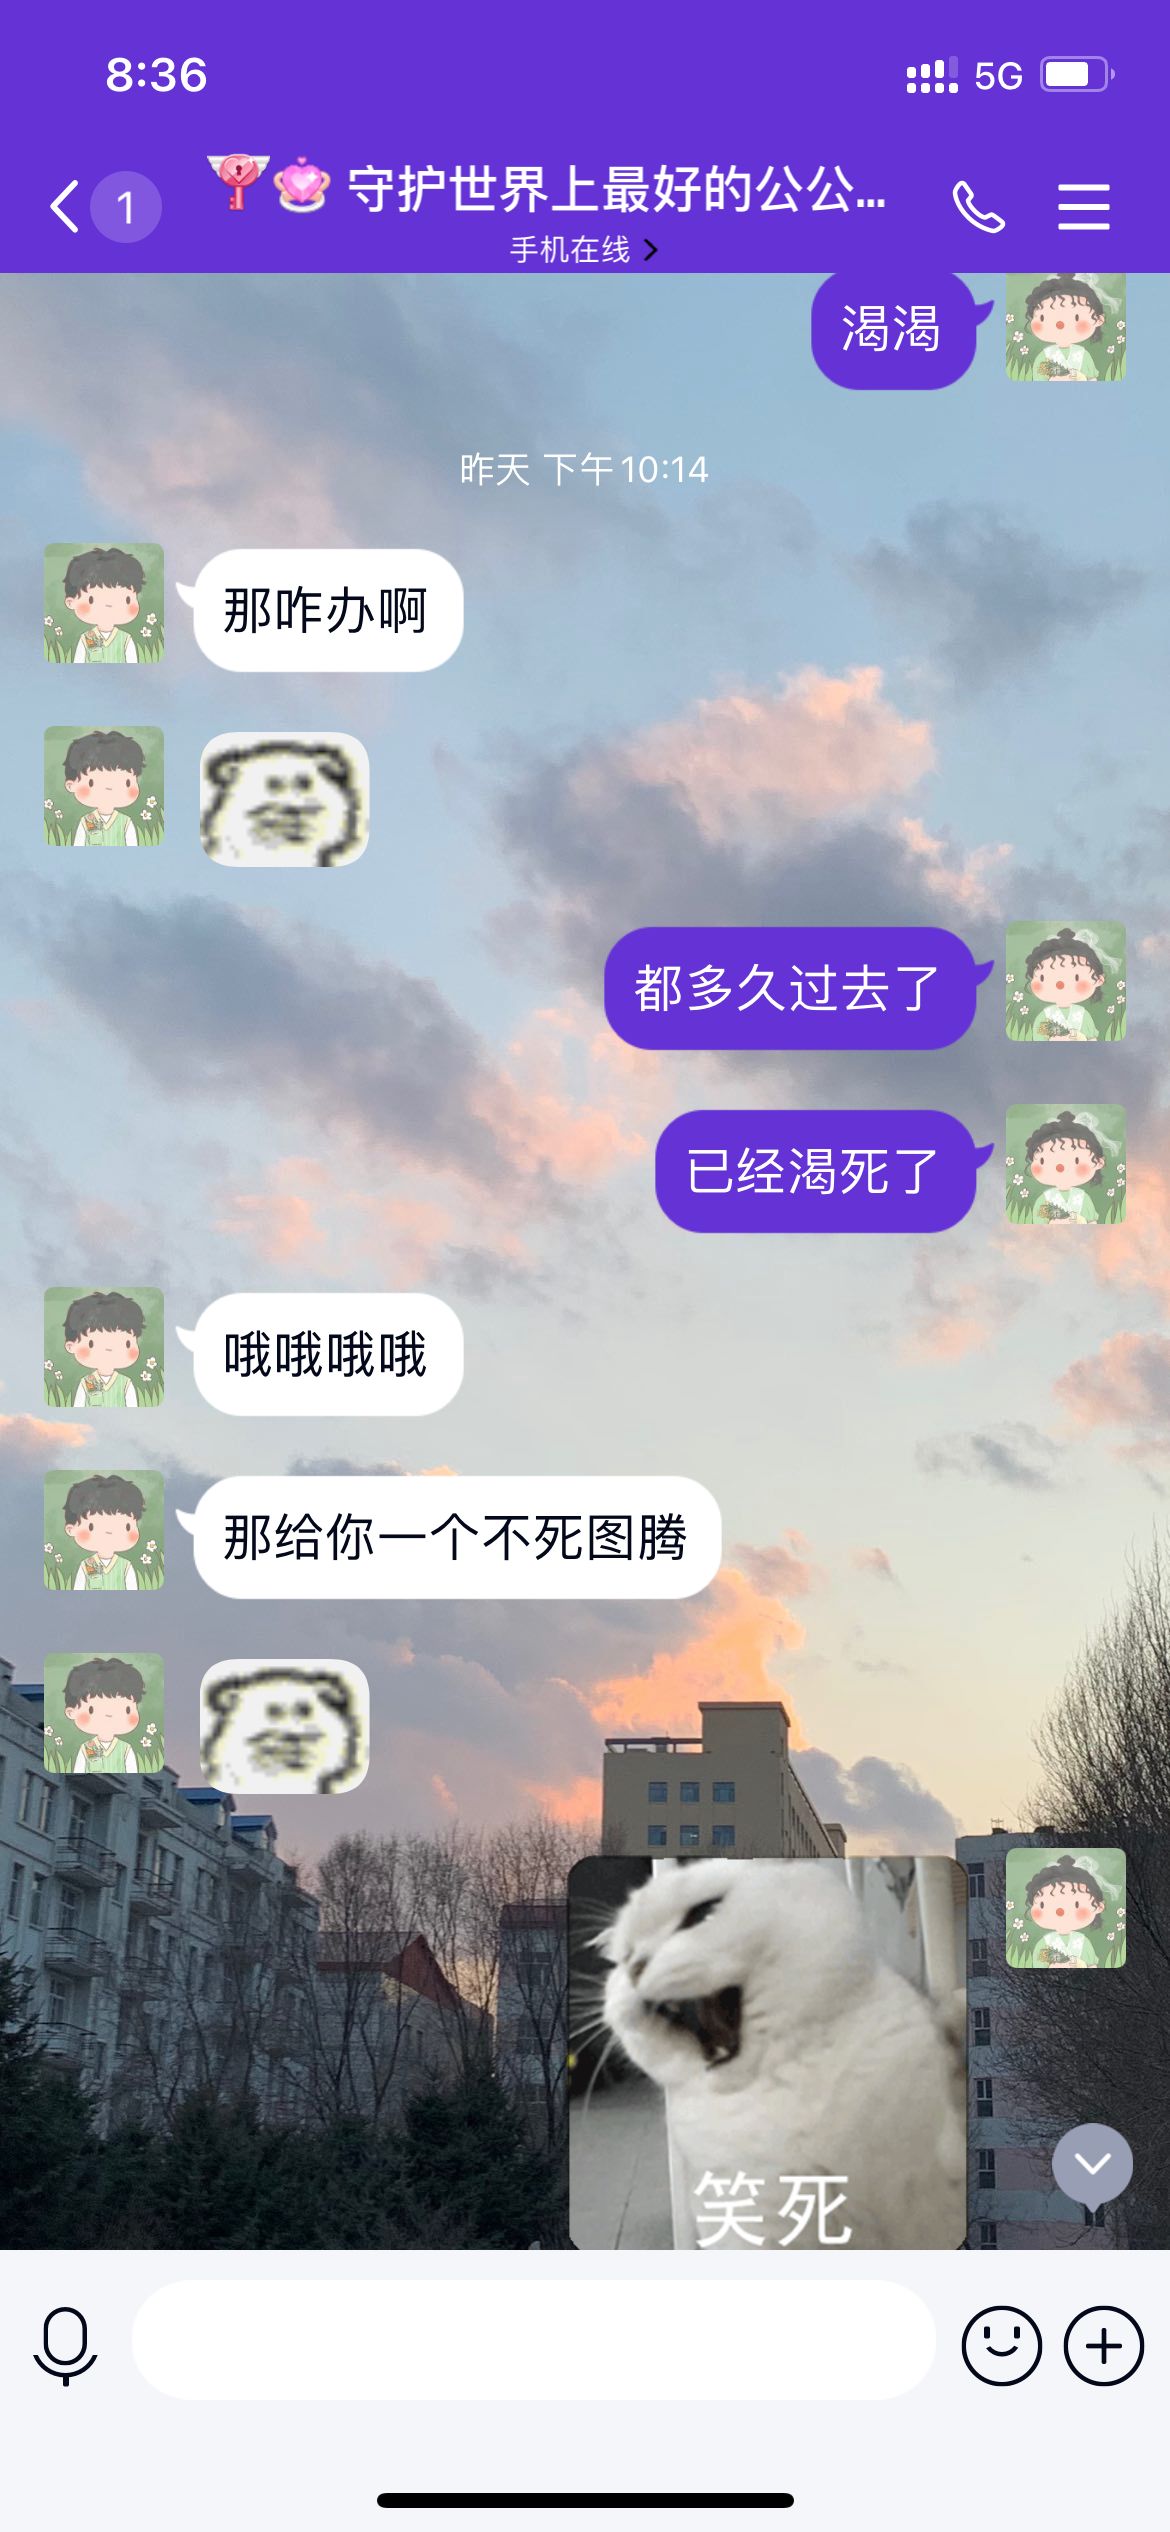 8:36
5G
1
守护世界上最好的公公...
手机在线
渴渴
昨天 下午10:14
那咋办啊
都多久过去了
已经渴死了
哦哦哦哦
那给你一个不死图腾
笑死